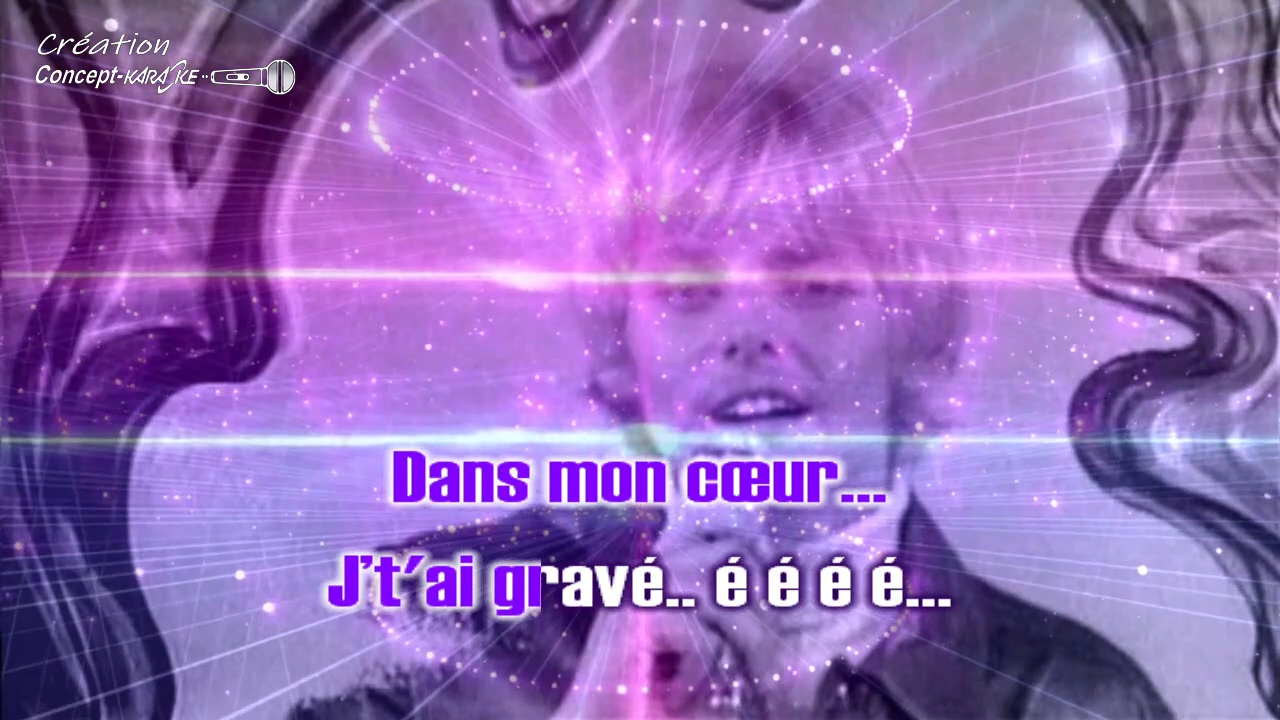 Création
Concept-KARAOKE
Dans mon cœur...
J't'ai gravé.. é é é é...